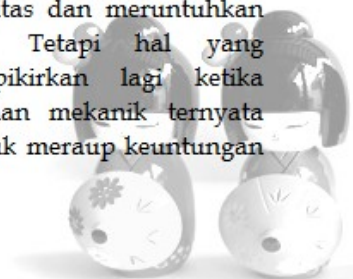 tas dan meruntuhkan
Tetapi hal yang
pikirkan lagi ketika
an mekanik ternyata
k meraup keuntungan